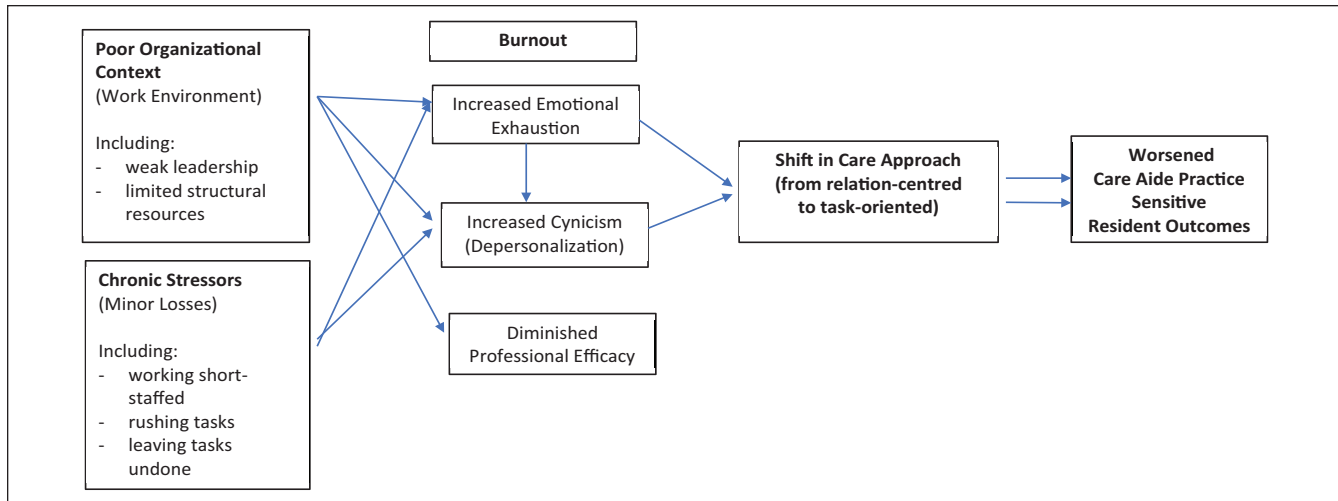 Poor Organizational
Context
(Work Environment)
Including:
- weak leadership
- limited structural
resources
Chronic Stressors
(Minor Losses)
Including:
- working short-
staffed
- rushing tasks
- leaving tasks
undone
Burnout
Increased Emotional
Exhaustion
Increased Cynicism
(Depersonalization)
Diminished
Professional Efficacy
Shift in Care Approach
(from relation-centred
to task-oriented)
Worsened
Care Aide Practice
Sensitive
Resident Outcomes